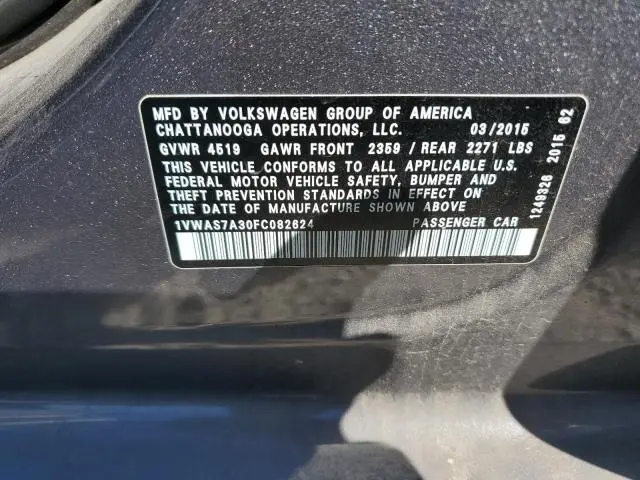 MFD BY VOLKSWAGEN GROUP OF AMERICA
CHATTANOOGA OPERATIONS, LLC. 03/2015
GVWR 4519 GAWR FRONT 2359 / REAR 2271 LBS
THIS VEHICLE CONFORMS TO ALL APPLICABLE U.S.
FEDERAL MOTOR VEHICLE SAFETY, BUMPER AND
THEFT PREVENTION STANDARDS IN EFFECT ON
THE DATE OF MANUFACTURE SHOWN ABOVE
1VWAS7A30FC082624 PASSENGER CAR
1249326 2015 62